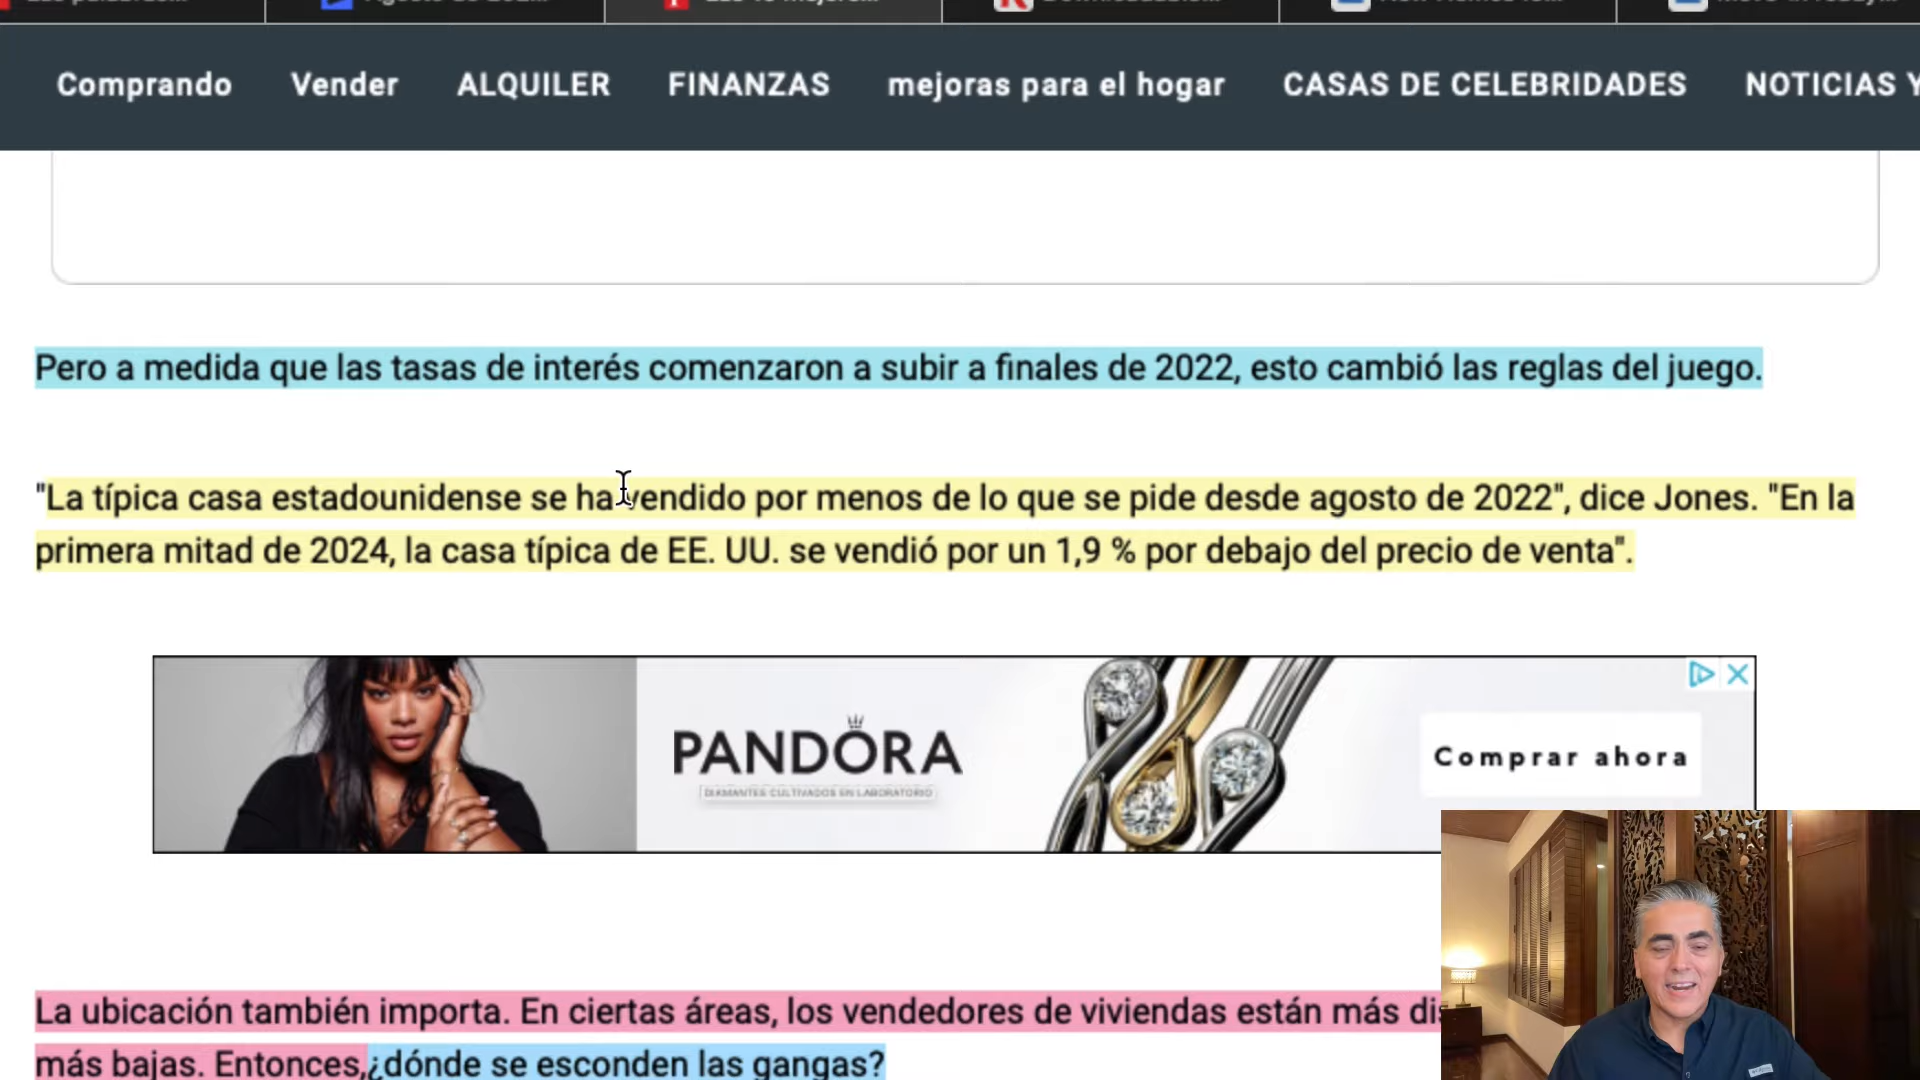 Comprando Vender ALQUILER FINANZAS mejoras para el hogar CASAS DE CELEBRIDADES NOTICIAS Y
Pero a medida que las tasas de interés comenzaron a subir a finales de 2022, esto cambió las reglas del juego.
"La típica casa estadounidense se ha vendido por menos de lo que se pide desde agosto de 2022", dice Jones. "En la
primera mitad de 2024, la casa típica de EE. UU. se vendió por un 1,9 % por debajo del precio de venta".
PANDORA
DIAMANTES CULTIVADOS EN LABORATORIO
Comprar ahora
La ubicación también importa. En ciertas áreas, los vendedores de viviendas están más
más bajas. Entonces,¿dónde se esconden las gangas?